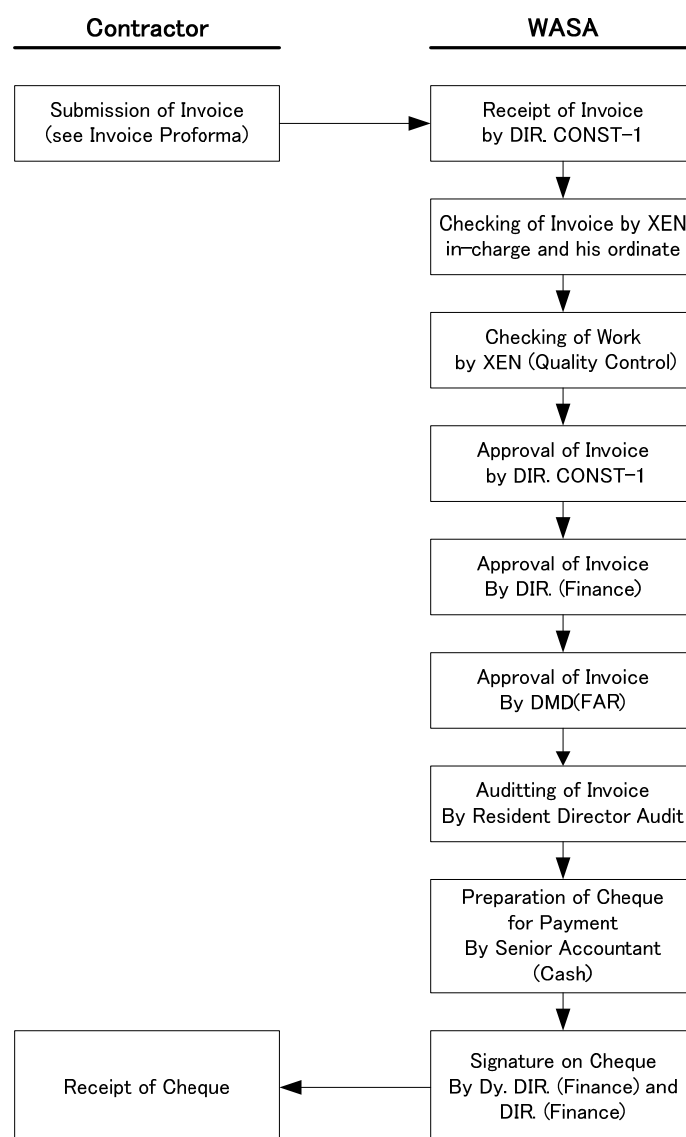 Contractor
WASA
Submission of Invoice
(see Invoice Proforma)
Receipt of Invoice
by DIR. CONST-1
Checking of Invoice by XEN
in-charge and his ordinate
Checking of Work
by XEN (Quality Control)
Approval of Invoice
by DIR. CONST-1
Approval of Invoice
By DIR. (Finance)
Approval of Invoice
By DMD(FAR)
Auditting of Invoice
By Resident Director Audit
Preparation of Cheque
for Payment
By Senior Accountant
(Cash)
Signature on Cheque
By Dy. DIR. (Finance) and
DIR. (Finance)
Receipt of Cheque